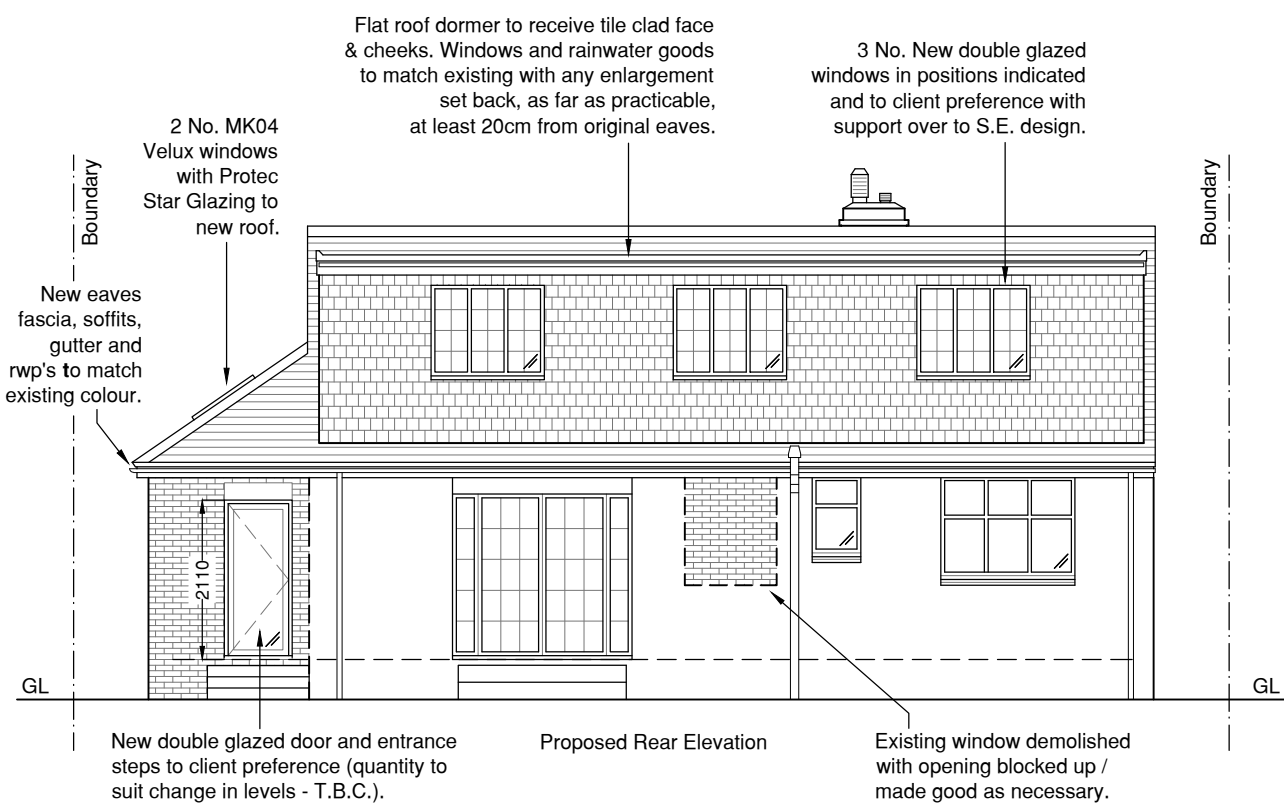 Flat roof dormer to receive tile clad face
& cheeks. Windows and rainwater goods
to match existing with any enlargement
set back, as far as practicable,
at least 20cm from original eaves.
3 No. New double glazed
windows in positions indicated
and to client preference with
support over to S.E. design.
2 No. MK04
Velux windows
with Protec
Star Glazing to
new roof.
Boundary
Boundary
New eaves
fascia, soffits,
gutter and
rwp's to match
existing colour.
2110
GL
GL
New double glazed door and entrance
steps to client preference (quantity to
suit change in levels - T.B.C.).
Proposed Rear Elevation
Existing window demolished
with opening blocked up /
made good as necessary.